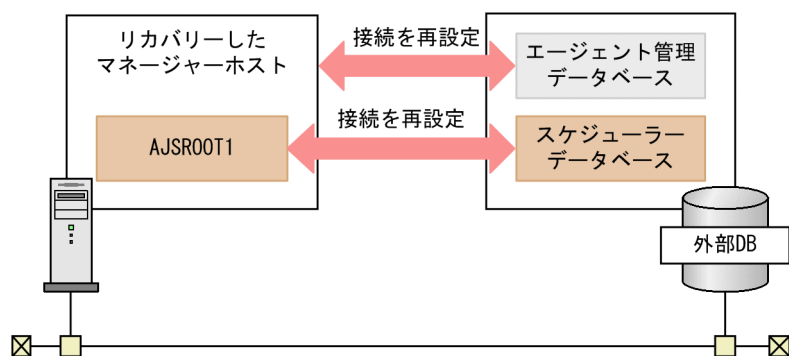 リカバリーした
マネージャーホスト
接続を再設定
エージェント管理
データベース
AJSROOT1
接続を再設定
スケジューラー
データベース
外部DB